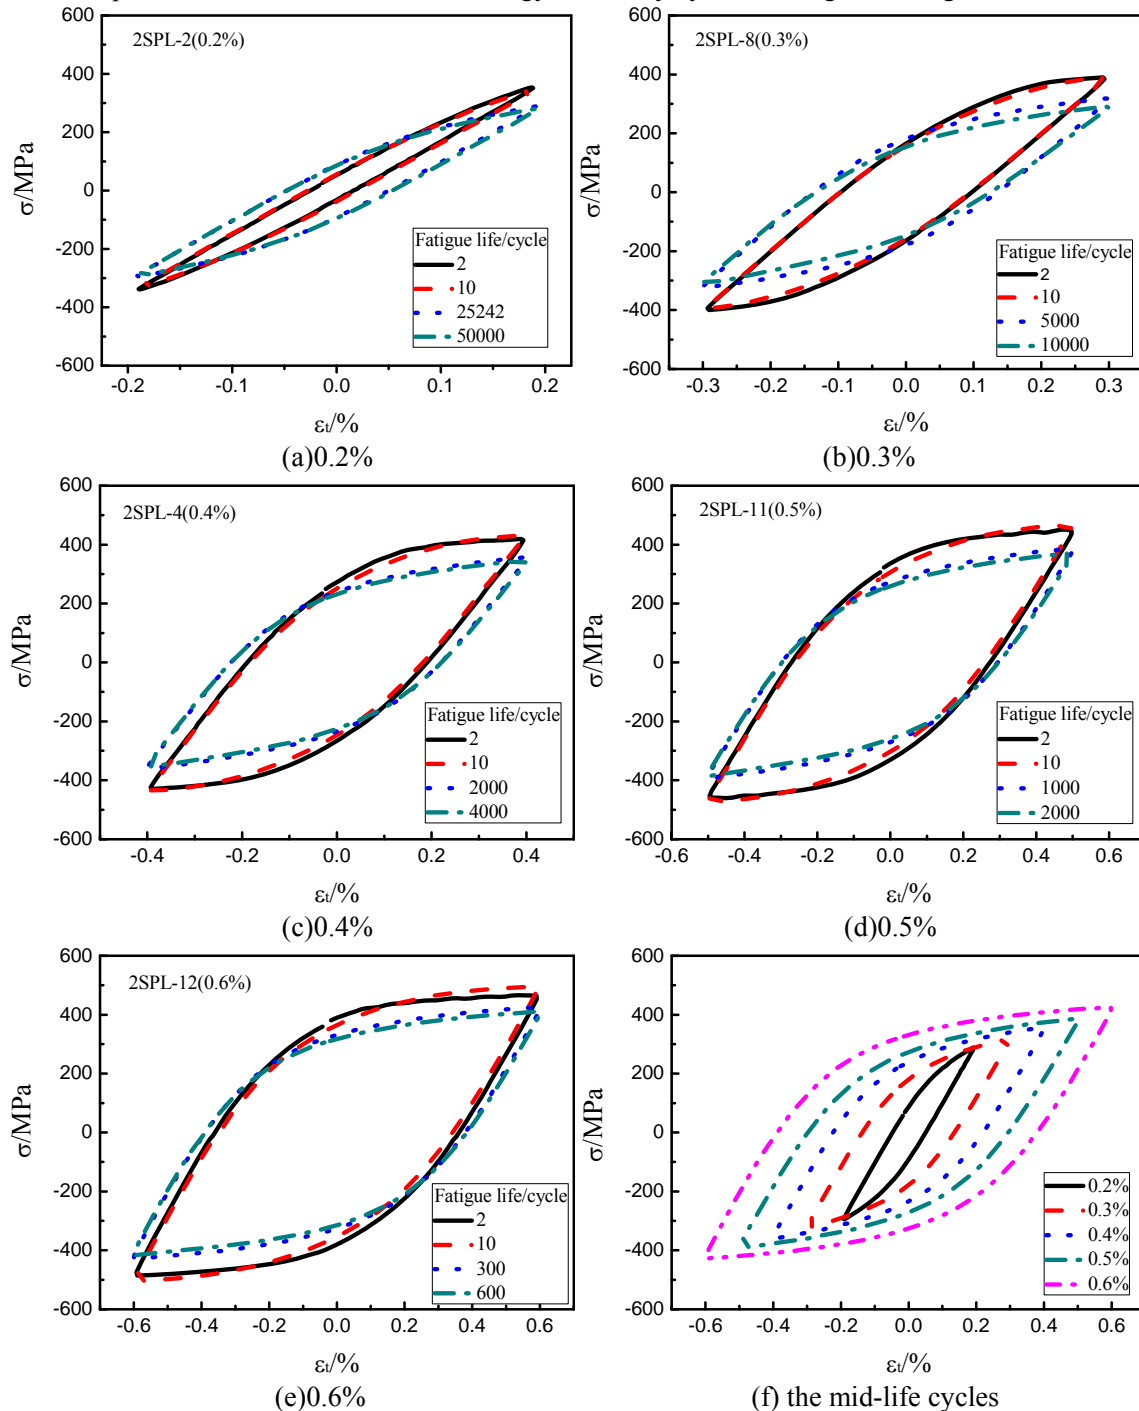 600
400
200
0
-200
-400
-600
σ/MPa
2SPL-2(0.2%)
Fatigue life/cycle
2
10
25242
50000
-0.2 -0.1 0.0 0.1 0.2
εt/%
(a)0.2%
600
400
200
0
-200
-400
-600
σ/MPa
2SPL-8(0.3%)
Fatigue life/cycle
2
10
5000
10000
-0.3 -0.2 -0.1 0.0 0.1 0.2 0.3
εt/%
(b)0.3%
600
400
200
0
-200
-400
-600
σ/MPa
2SPL-4(0.4%)
Fatigue life/cycle
2
10
2000
4000
-0.4 -0.2 0.0 0.2 0.4
εt/%
(c)0.4%
600
400
200
0
-200
-400
-600
σ/MPa
2SPL-11(0.5%)
Fatigue life/cycle
2
10
1000
2000
-0.6 -0.4 -0.2 0.0 0.2 0.4 0.6
εt/%
(d)0.5%
600
400
200
0
-200
-400
-600
σ/MPa
2SPL-12(0.6%)
Fatigue life/cycle
2
10
300
600
-0.6 -0.4 -0.2 0.0 0.2 0.4 0.6
εt/%
(e)0.6%
600
400
200
0
-200
-400
-600
σ/MPa
0.2%
0.3%
0.4%
0.5%
0.6%
-0.6 -0.4 -0.2 0.0 0.2 0.4 0.6
εt/%
(f) the mid-life cycles